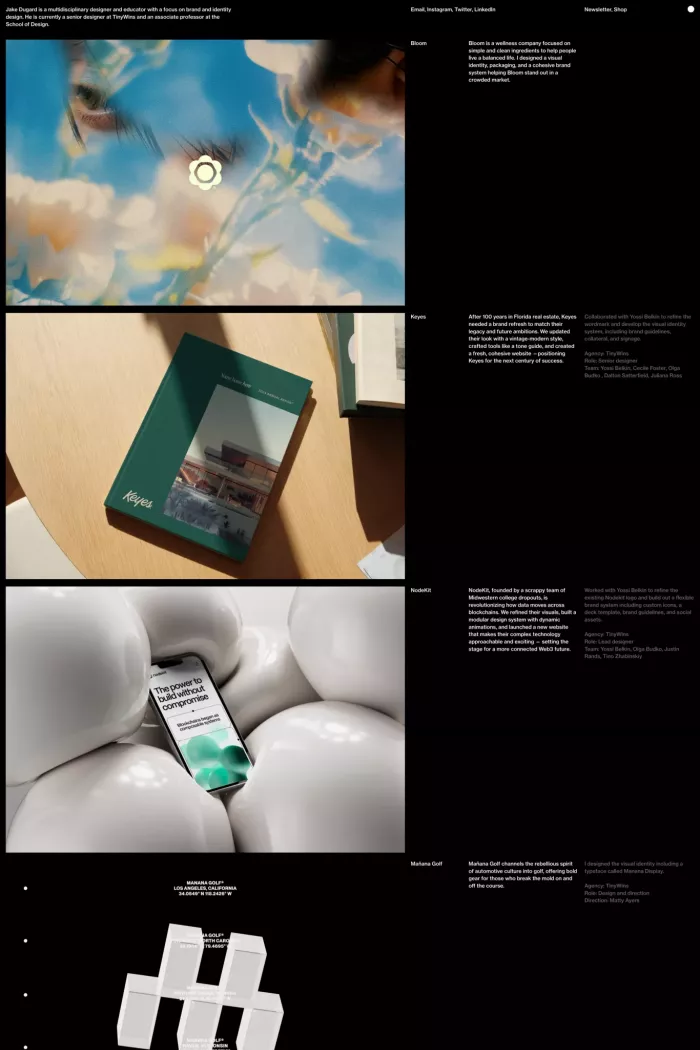 Jake Dugard is a multidisciplinary designer and educator with a focus on brand and identity
design. He is currently a senior designer at TinyWins and an associate professor at the
School of Design.
Email, Instagram, Twitter, LinkedIn
Newsletter, Shop
Bloom
Bloom is a wellness company focused on
simple and clean ingredients to help people
live a balanced life. I designed a visual
identity, packaging, and a cohesive brand
system helping Bloom stand out in a
crowded market.
Keyes
After 100 years in Florida real estate, Keyes
needed a brand refresh to match their
legacy and future ambitions. We updated
their look with a vintage-modern style,
crafted tools like a tone guide, and created
a fresh, cohesive website – positioning
Keyes for the next century of success.
Collaborated with Yossi Belkin to refine the
wordmark and develop the visual identity
system, including brand guidelines,
collateral, and signage.
Agency: TinyWins
Role: Senior designer
Team: Yossi Belkin, Cecile Foster, Olga
Budko, Dalton Satterfield, Juliana Ross
Keyes
NodeKit
NodeKit, founded by a scrappy team of
Midwestern college dropouts, is
revolutionizing how data moves across
blockchains. We refined their visuals, built a
modular design system with dynamic
animations, and launched a new website
that makes their complex technology
approachable and exciting – setting the
stage for a more connected Web3 future.
Worked with Yossi Belkin to refine the
existing Nodekit logo and build out a flexible
brand system including custom icons, a
deck template, brand guidelines, and social
assets.
Agency: TinyWins
Role: Lead designer
Team: Yossi Belkin, Olga Budko, Justin
Rands, Timo
The power to
build without
compromise
Blockchains began as
composable systems
Mañana Golf
Mañana Golf channels the rebellious spirit
of automotive culture into golf, offering bold
gear for those who break the mold on and
off the course.
I designed the visual identity including a
typeface called Manana Display.
Agency: TinyWins
Role: Design and direction
Direction: Matty Ayers
MANANA GOLF®
LOS ANGELES, CALIFORNIA
GOLF®